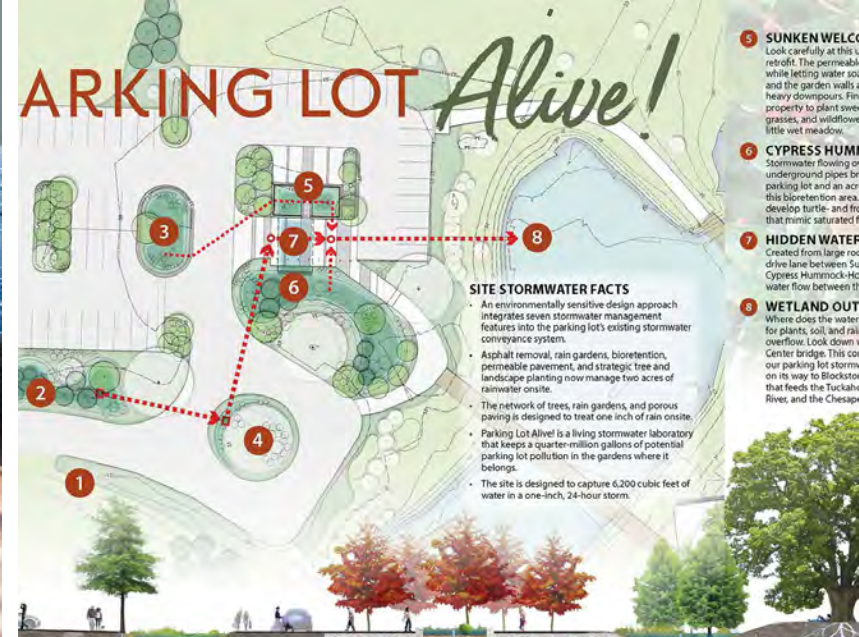 ARKING LOT Alive!
1
2
3
4
5
6
7
8
SITE STORMWATER FACTS
• An environmentally sensitive design approach
integrates seven stormwater management
features into the parking lot's existing stormwater
conveyance system.
• Asphalt removal, rain gardens, bioretention,
permeable pavement, and strategic tree and
landscape planting now manage two acres of
rainwater onsite.
• The network of trees, rain gardens, and porous
paving is designed to treat one inch of rain onsite.
• Parking Lot Alive! is a living stormwater laboratory
that keeps a quarter-million gallons of potential
parking lot pollution in the gardens where it
belongs.
• The site is designed to capture 6,200 cubic feet of
water in a one-inch, 24-hour storm.
5 SUNKEN WELCO
Look carefully at this u
retrofit. The permeable
while letting water so
and the garden walls a
heavy downpours. Fin
property to plant swe
grasses, and wildflowe
little wet meadow.
6 CYPRESS HUMM
Stormwater flowing ov
underground pipes br
parking lot and an acr
this bioretention area.
develop turtle- and fro
that mimic saturated f
7 HIDDEN WATER
Created from large roc
drive lane between Su
Cypress Hummock-Ho
water flow between th
8 WETLAND OUT
Where does the water
for plants, soil, and rai
overflow. Look down w
Center bridge. This co
our parking lot stormw
on its way to Blocksto
that feeds the Tuckaho
River, and the Chesape